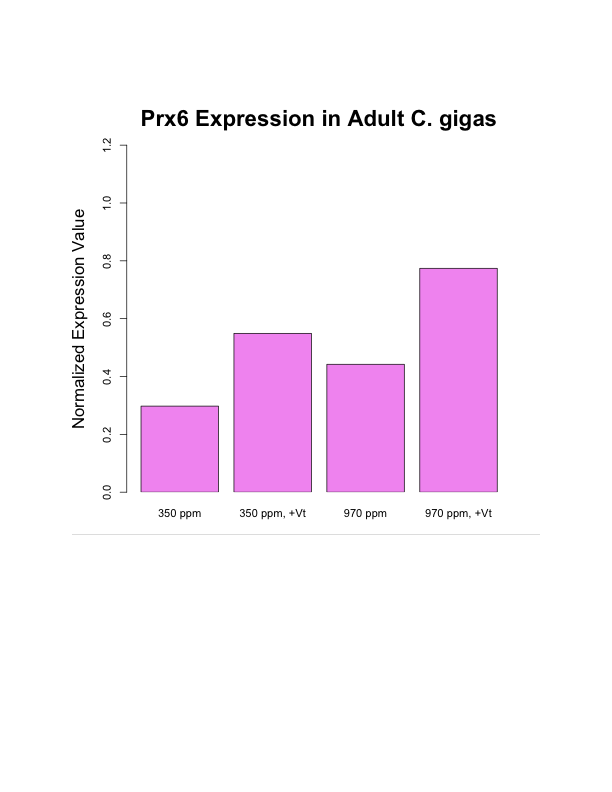 Prx6 Expression in Adult C. gigas
Normalized Expression Value
1.2
1.0
0.8
0.6
0.4
0.2
0.0
350 ppm
350 ppm, +Vt
970 ppm
970 ppm, +Vt